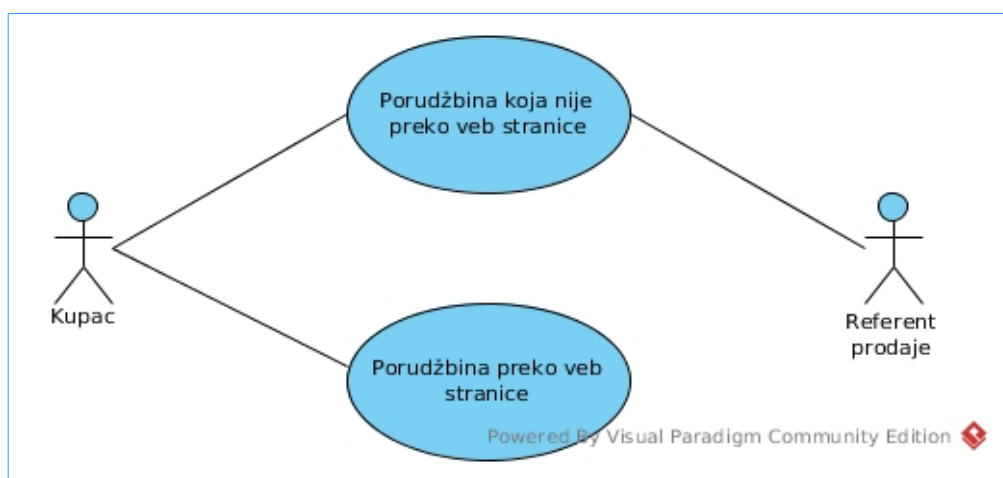 Porudžbina koja nije
preko veb stranice
Kupac
Referent
prodaje
Porudžbina preko veb
stranice
Powered By Visual Paradigm Community Edition